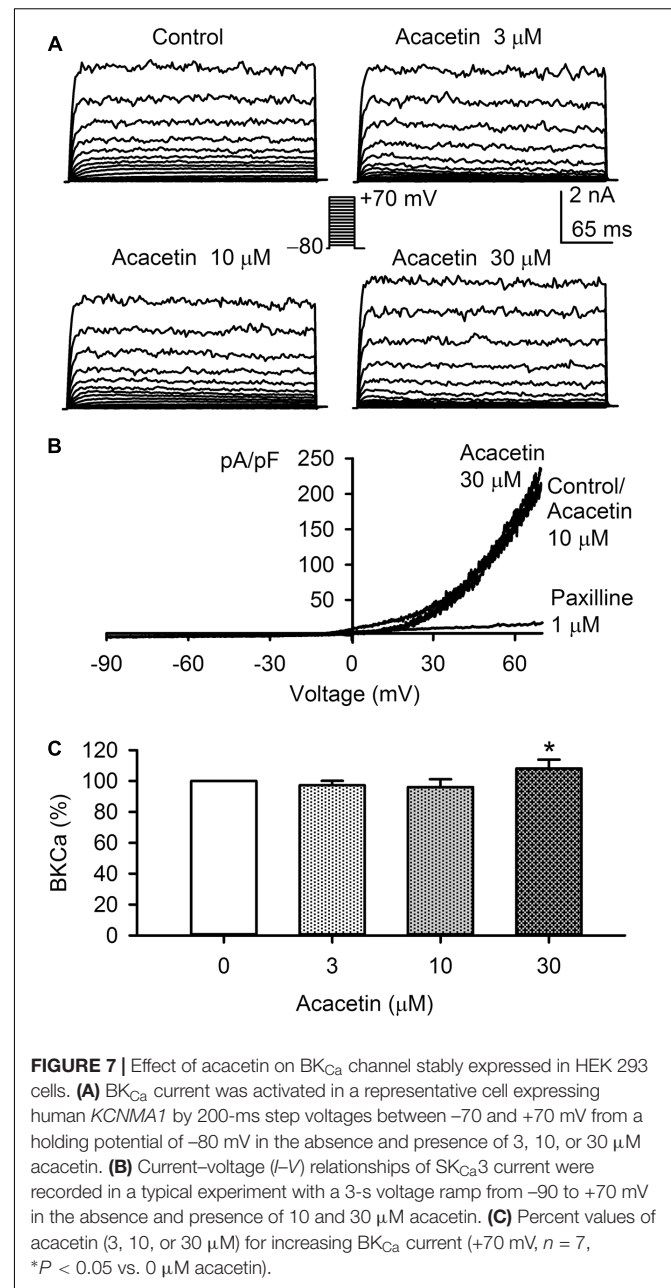 A
Control
Acacetin 3 μM
+70 mV
–80
2 nA
65 ms
Acacetin 10 μM
Acacetin 30 μM
B
pA/pF
250
200
150
100
50
Acacetin
30 μM
Control/
Acacetin
10 μM
Paxilline
1 μM
-90 -60 -30 0 30 60
Voltage (mV)
C
BKCa (%)
120
100
80
60
40
20
0
*
0 3 10 30
Acacetin (μM)
FIGURE 7 | Effect of acacetin on BKCa channel stably expressed in HEK 293
cells. (A) BKCa current was activated in a representative cell expressing
human KCNMA1 by 200-ms step voltages between –70 and +70 mV from a
holding potential of –80 mV in the absence and presence of 3, 10, or 30 μM
acacetin. (B) Current–voltage (I–V) relationships of SKCa3 current were
recorded in a typical experiment with a 3-s voltage ramp from –90 to +70 mV
in the absence and presence of 10 and 30 μM acacetin. (C) Percent values of
acacetin (3, 10, or 30 μM) for increasing BKCa current (+70 mV, n = 7,
*P < 0.05 vs. 0 μM acacetin).